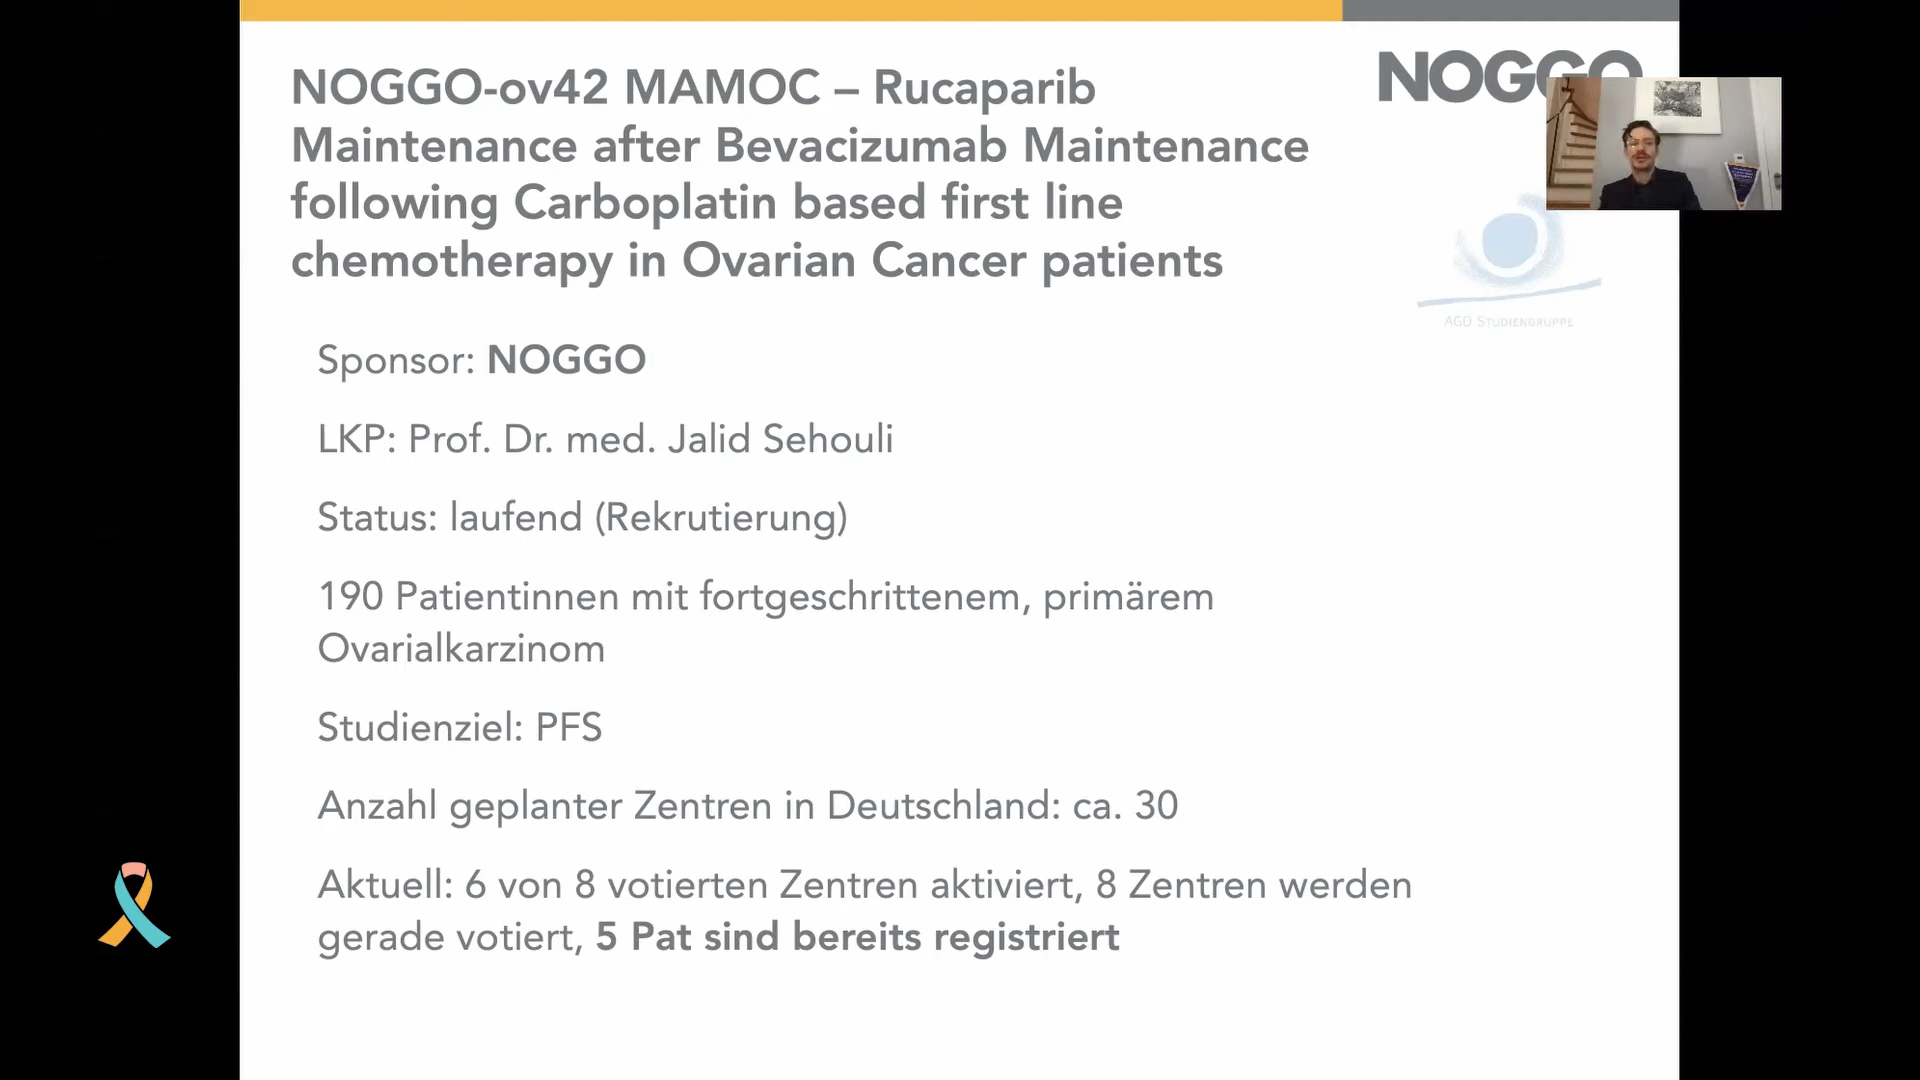 NOGGO-ov42 MAMOC – Rucaparib
Maintenance after Bevacizumab Maintenance
following Carboplatin based first line
chemotherapy in Ovarian Cancer patients
NOGGO
AGO STUDIENGRUPPE
Sponsor: NOGGO
LKP: Prof. Dr. med. Jalid Sehouli
Status: laufend (Rekrutierung)
190 Patientinnen mit fortgeschrittenem, primärem
Ovarialkarzinom
Studienziel: PFS
Anzahl geplanter Zentren in Deutschland: ca. 30
Aktuell: 6 von 8 votierten Zentren aktiviert, 8 Zentren werden
gerade votiert, 5 Pat sind bereits registriert